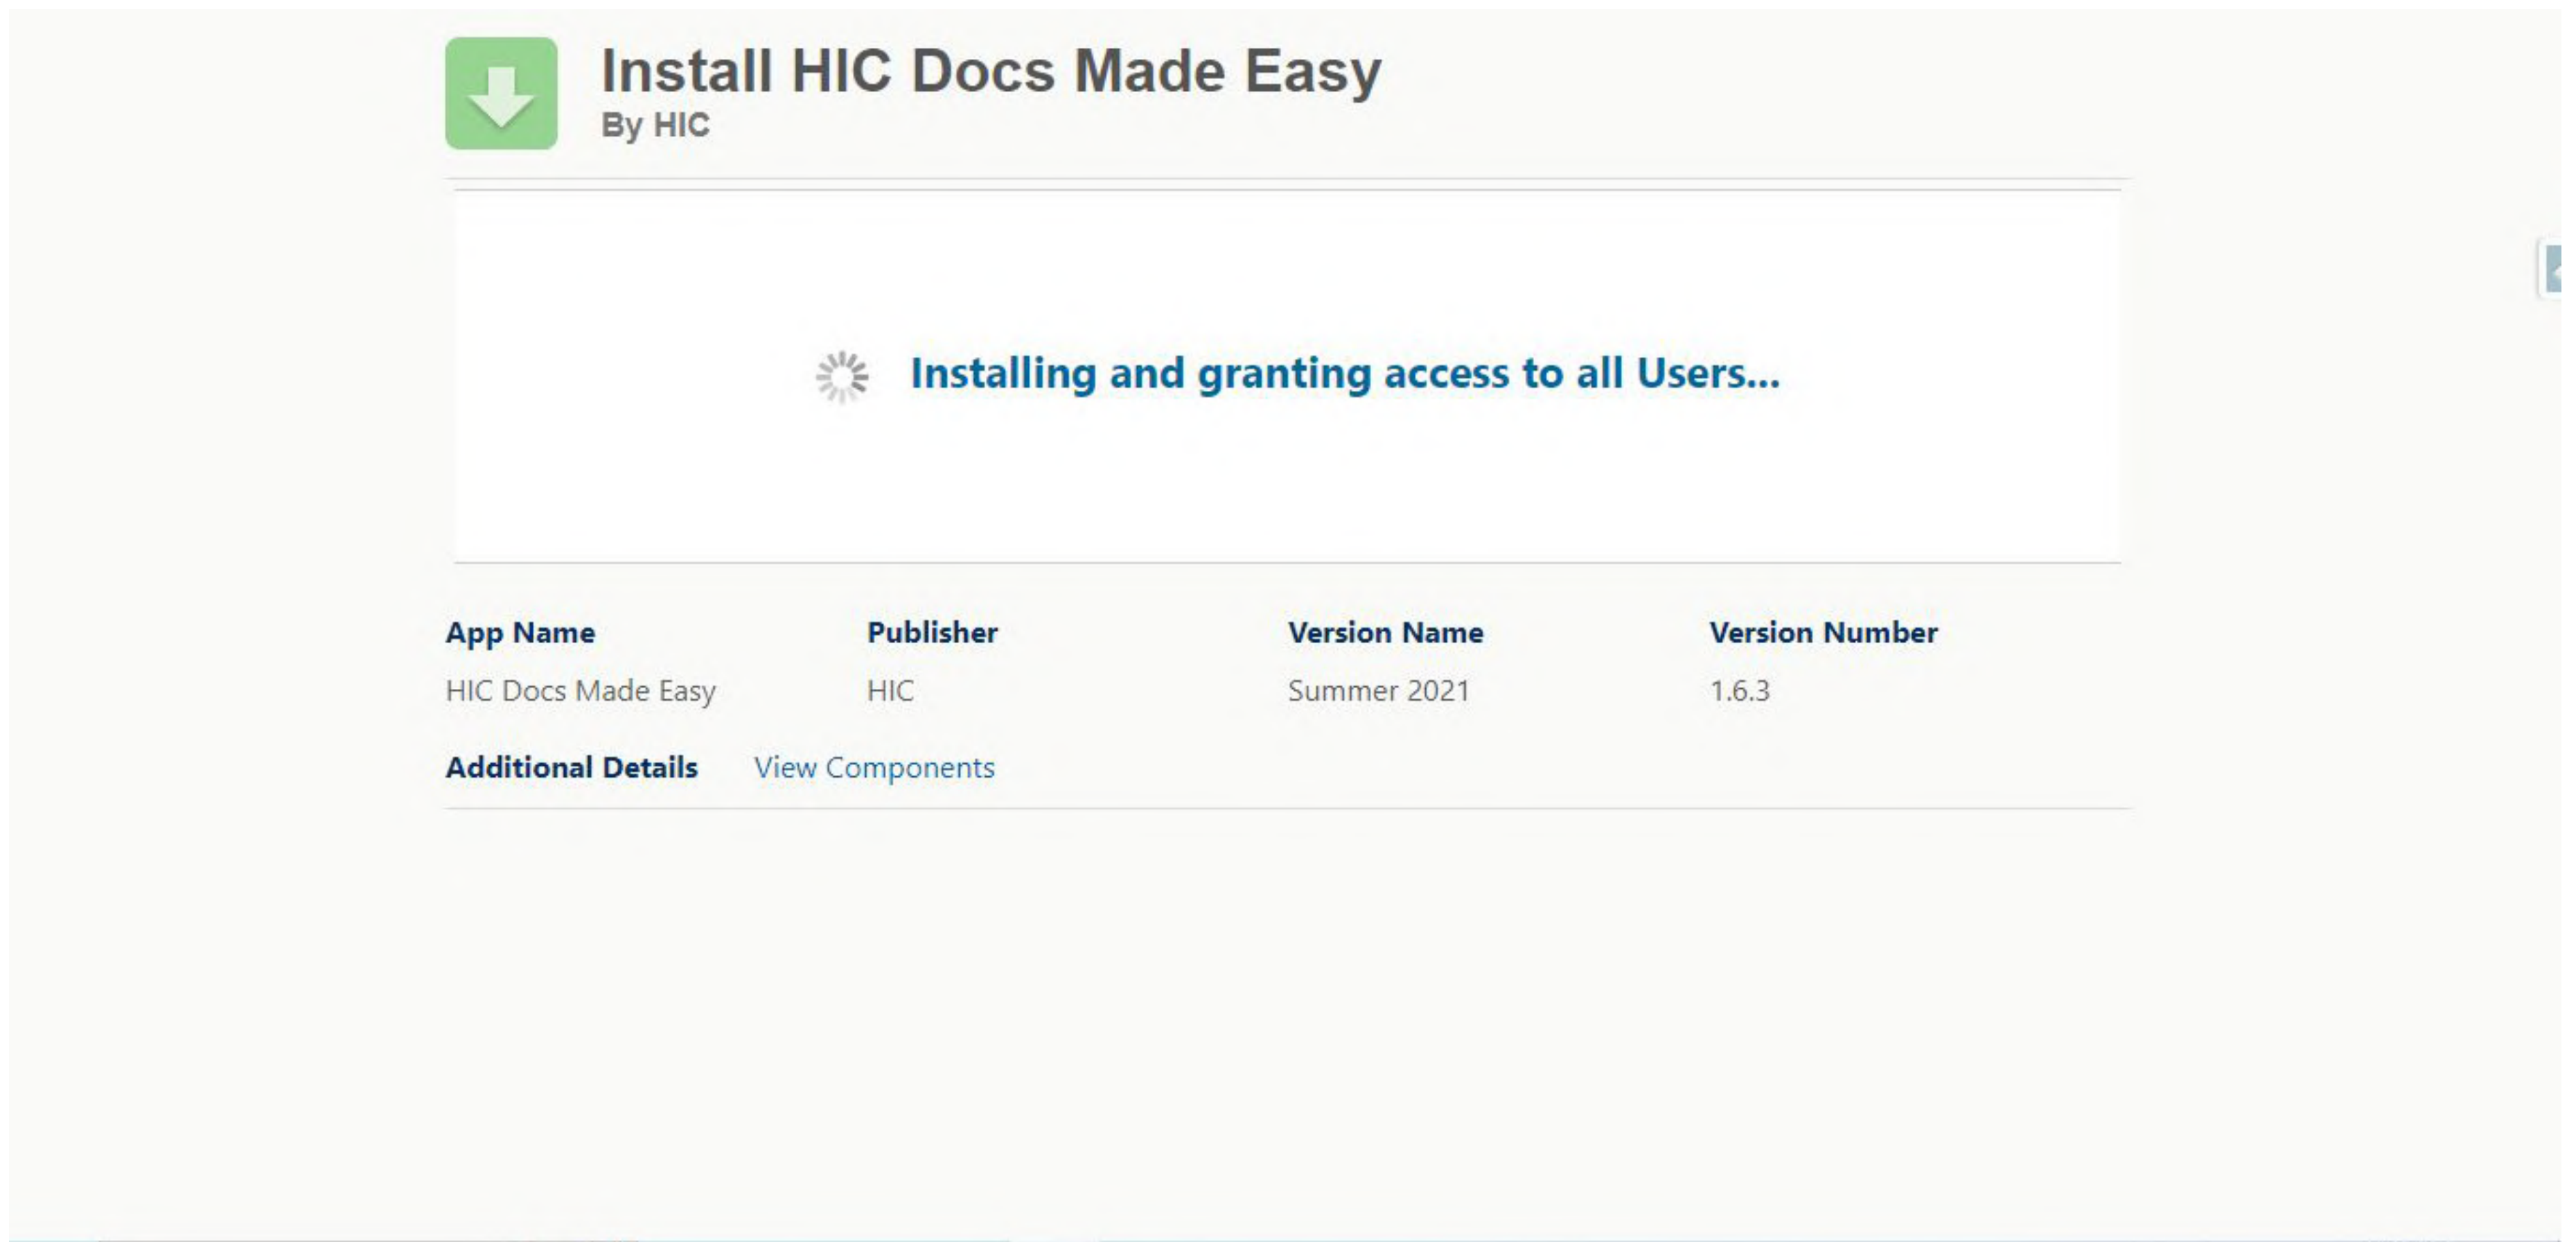 Install HIC Docs Made Easy
By HIC
Installing and granting access to all Users...
App Name Publisher Version Name Version Number
HIC Docs Made Easy HIC Summer 2021 1.6.3
Additional Details View Components